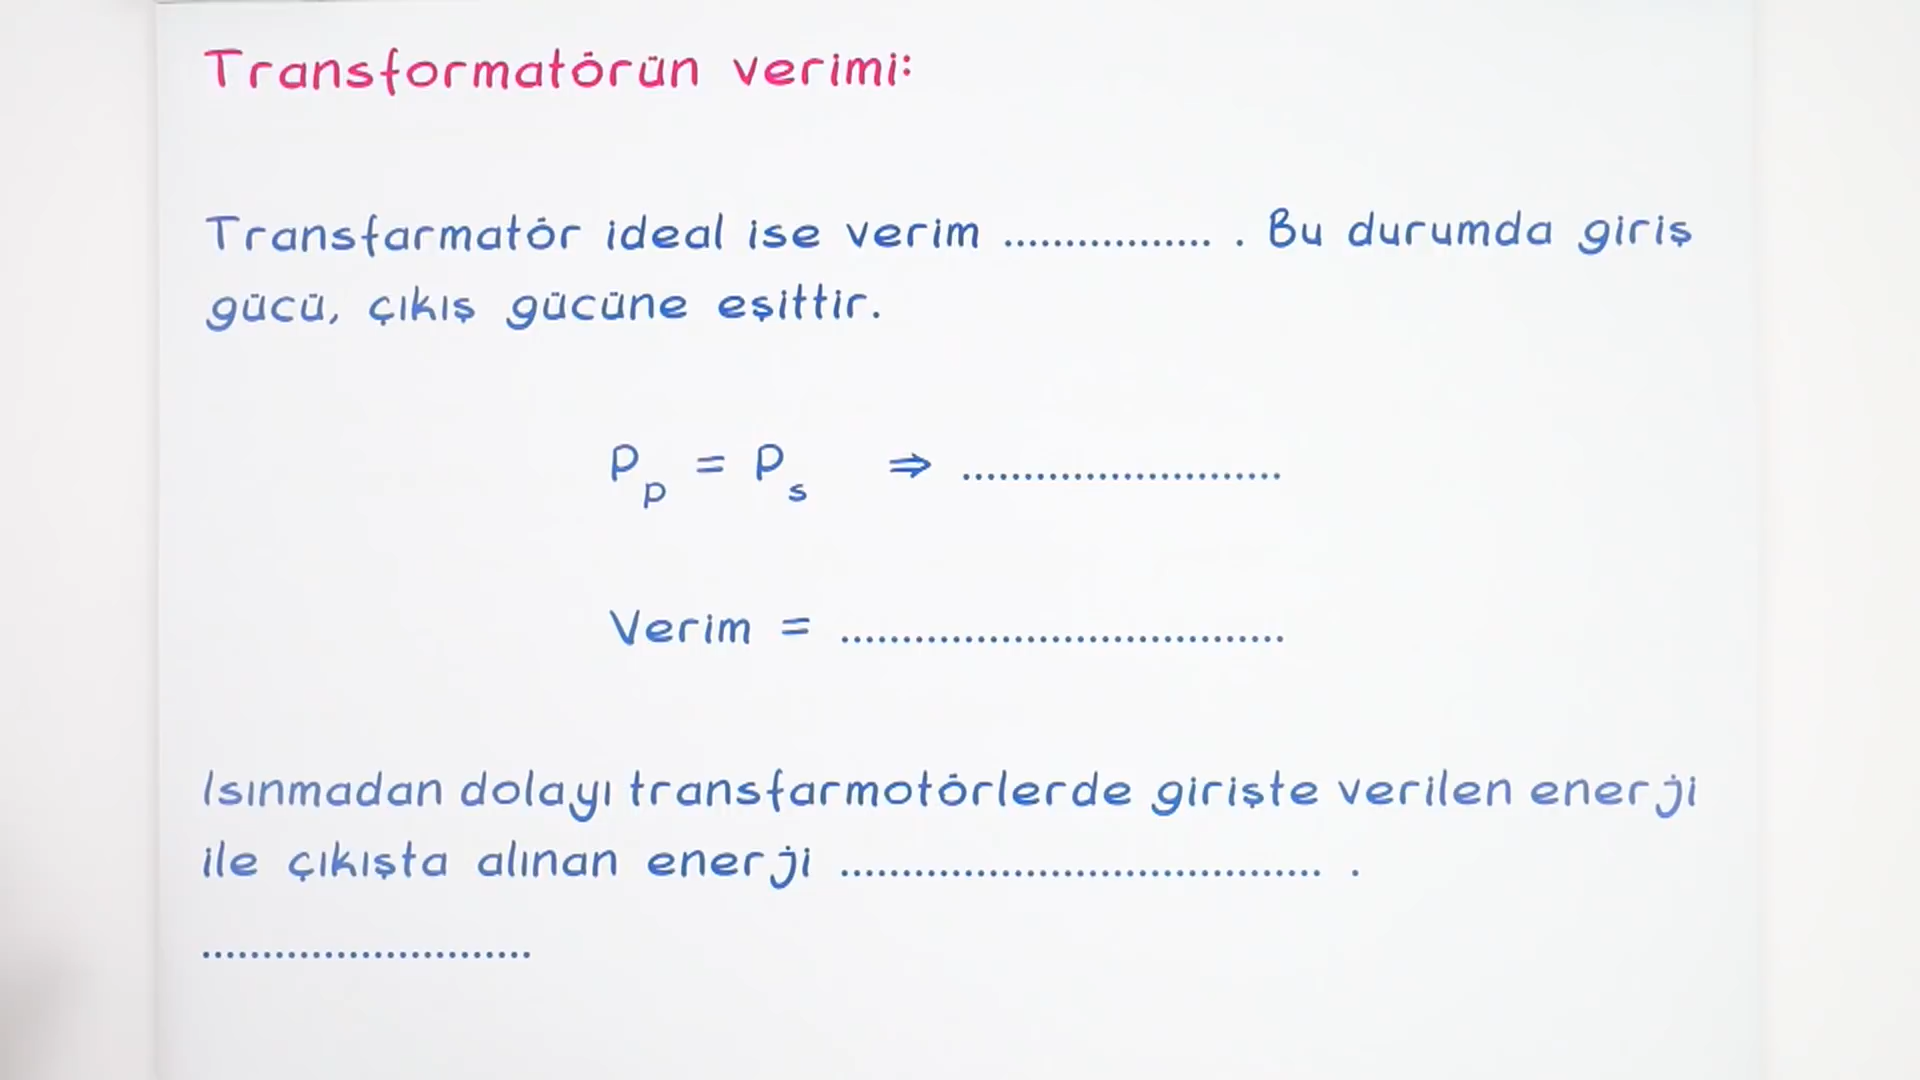 Transformatörün verimi:
Transfarmatör ideal ise verim ................. . Bu durumda giriş
gücü, çıkış gücüne eşittir.
Pp = Ps ⇒ ..........................
Verim = ....................................
Isınmadan dolayı transfarmotörlerde girişte verilen enerji
ile çıkışta alınan enerji ....................................... .
...........................